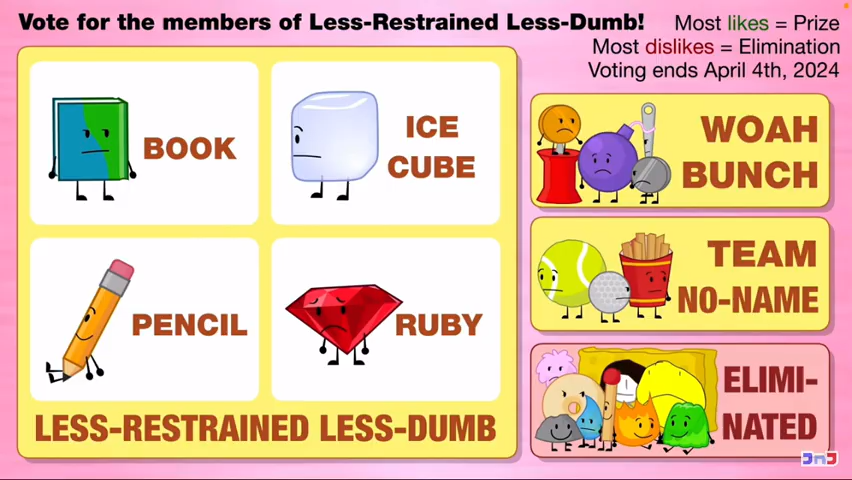 Vote for the members of Less-Restrained Less-Dumb!
Most likes = Prize
Most dislikes = Elimination
Voting ends April 4th, 2024
BOOK
ICE
CUBE
PENCIL
RUBY
LESS-RESTRAINED LESS-DUMB
WOAH
BUNCH
TEAM
NO-NAME
ELIMI-
NATED
JnJ